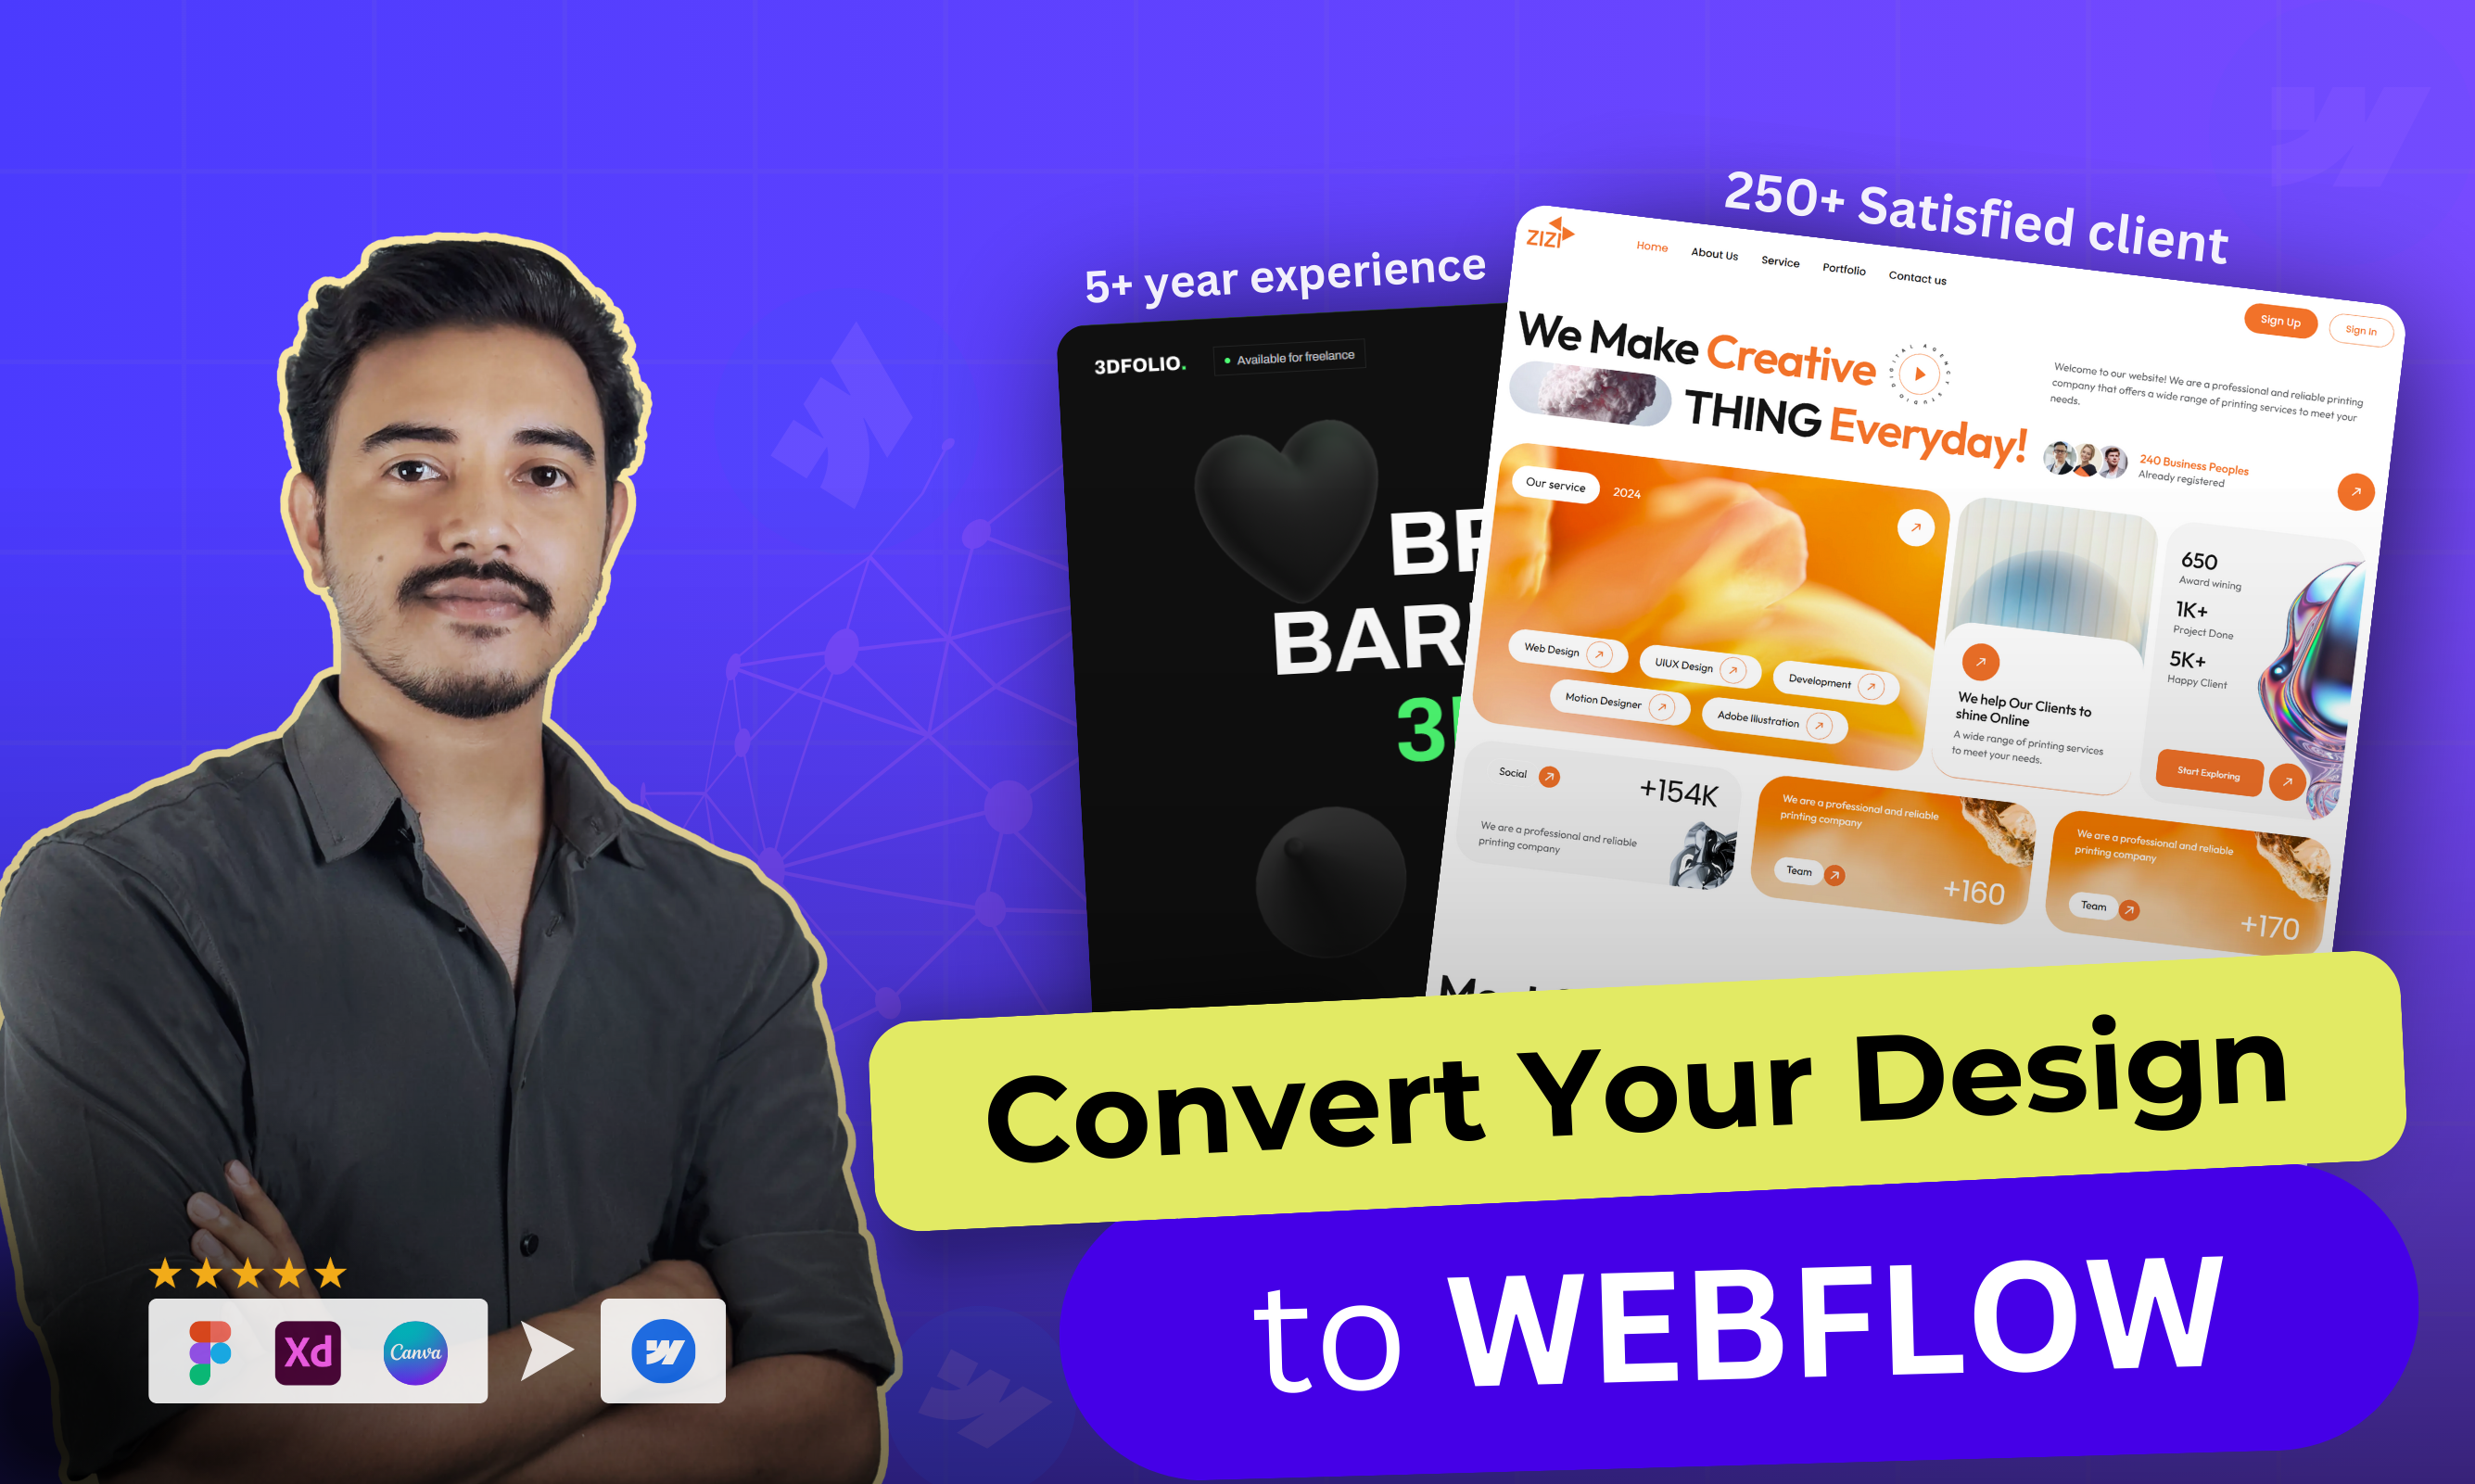 250+ Satisfied client
5+ year experience
ZIZI
Home
About Us
Service
Portfolio
Contact us
Sign Up
Sign In
3DFOLIO.
Available for freelance
We Make Creative
THING Everyday!
Welcome to our website! We are a professional and reliable printing
company that offers a wide range of printing services to meet your
needs.
240 Business Peoples
Already registered
Our service
2024
Web Design
UIUX Design
Development
Motion Designer
Adobe Illustration
We help Our Clients to
shine Online
A wide range of printing services
to meet your needs.
650
Award wining
1K+
Project Done
5K+
Happy Client
Start Exploring
BAR
3
Social
+154K
We are a professional and reliable
printing company
We are a professional and reliable
printing company
Team
+160
We are a professional and reliable
printing company
Team
+170
Convert Your Design
to WEBFLOW
Xd
Canva